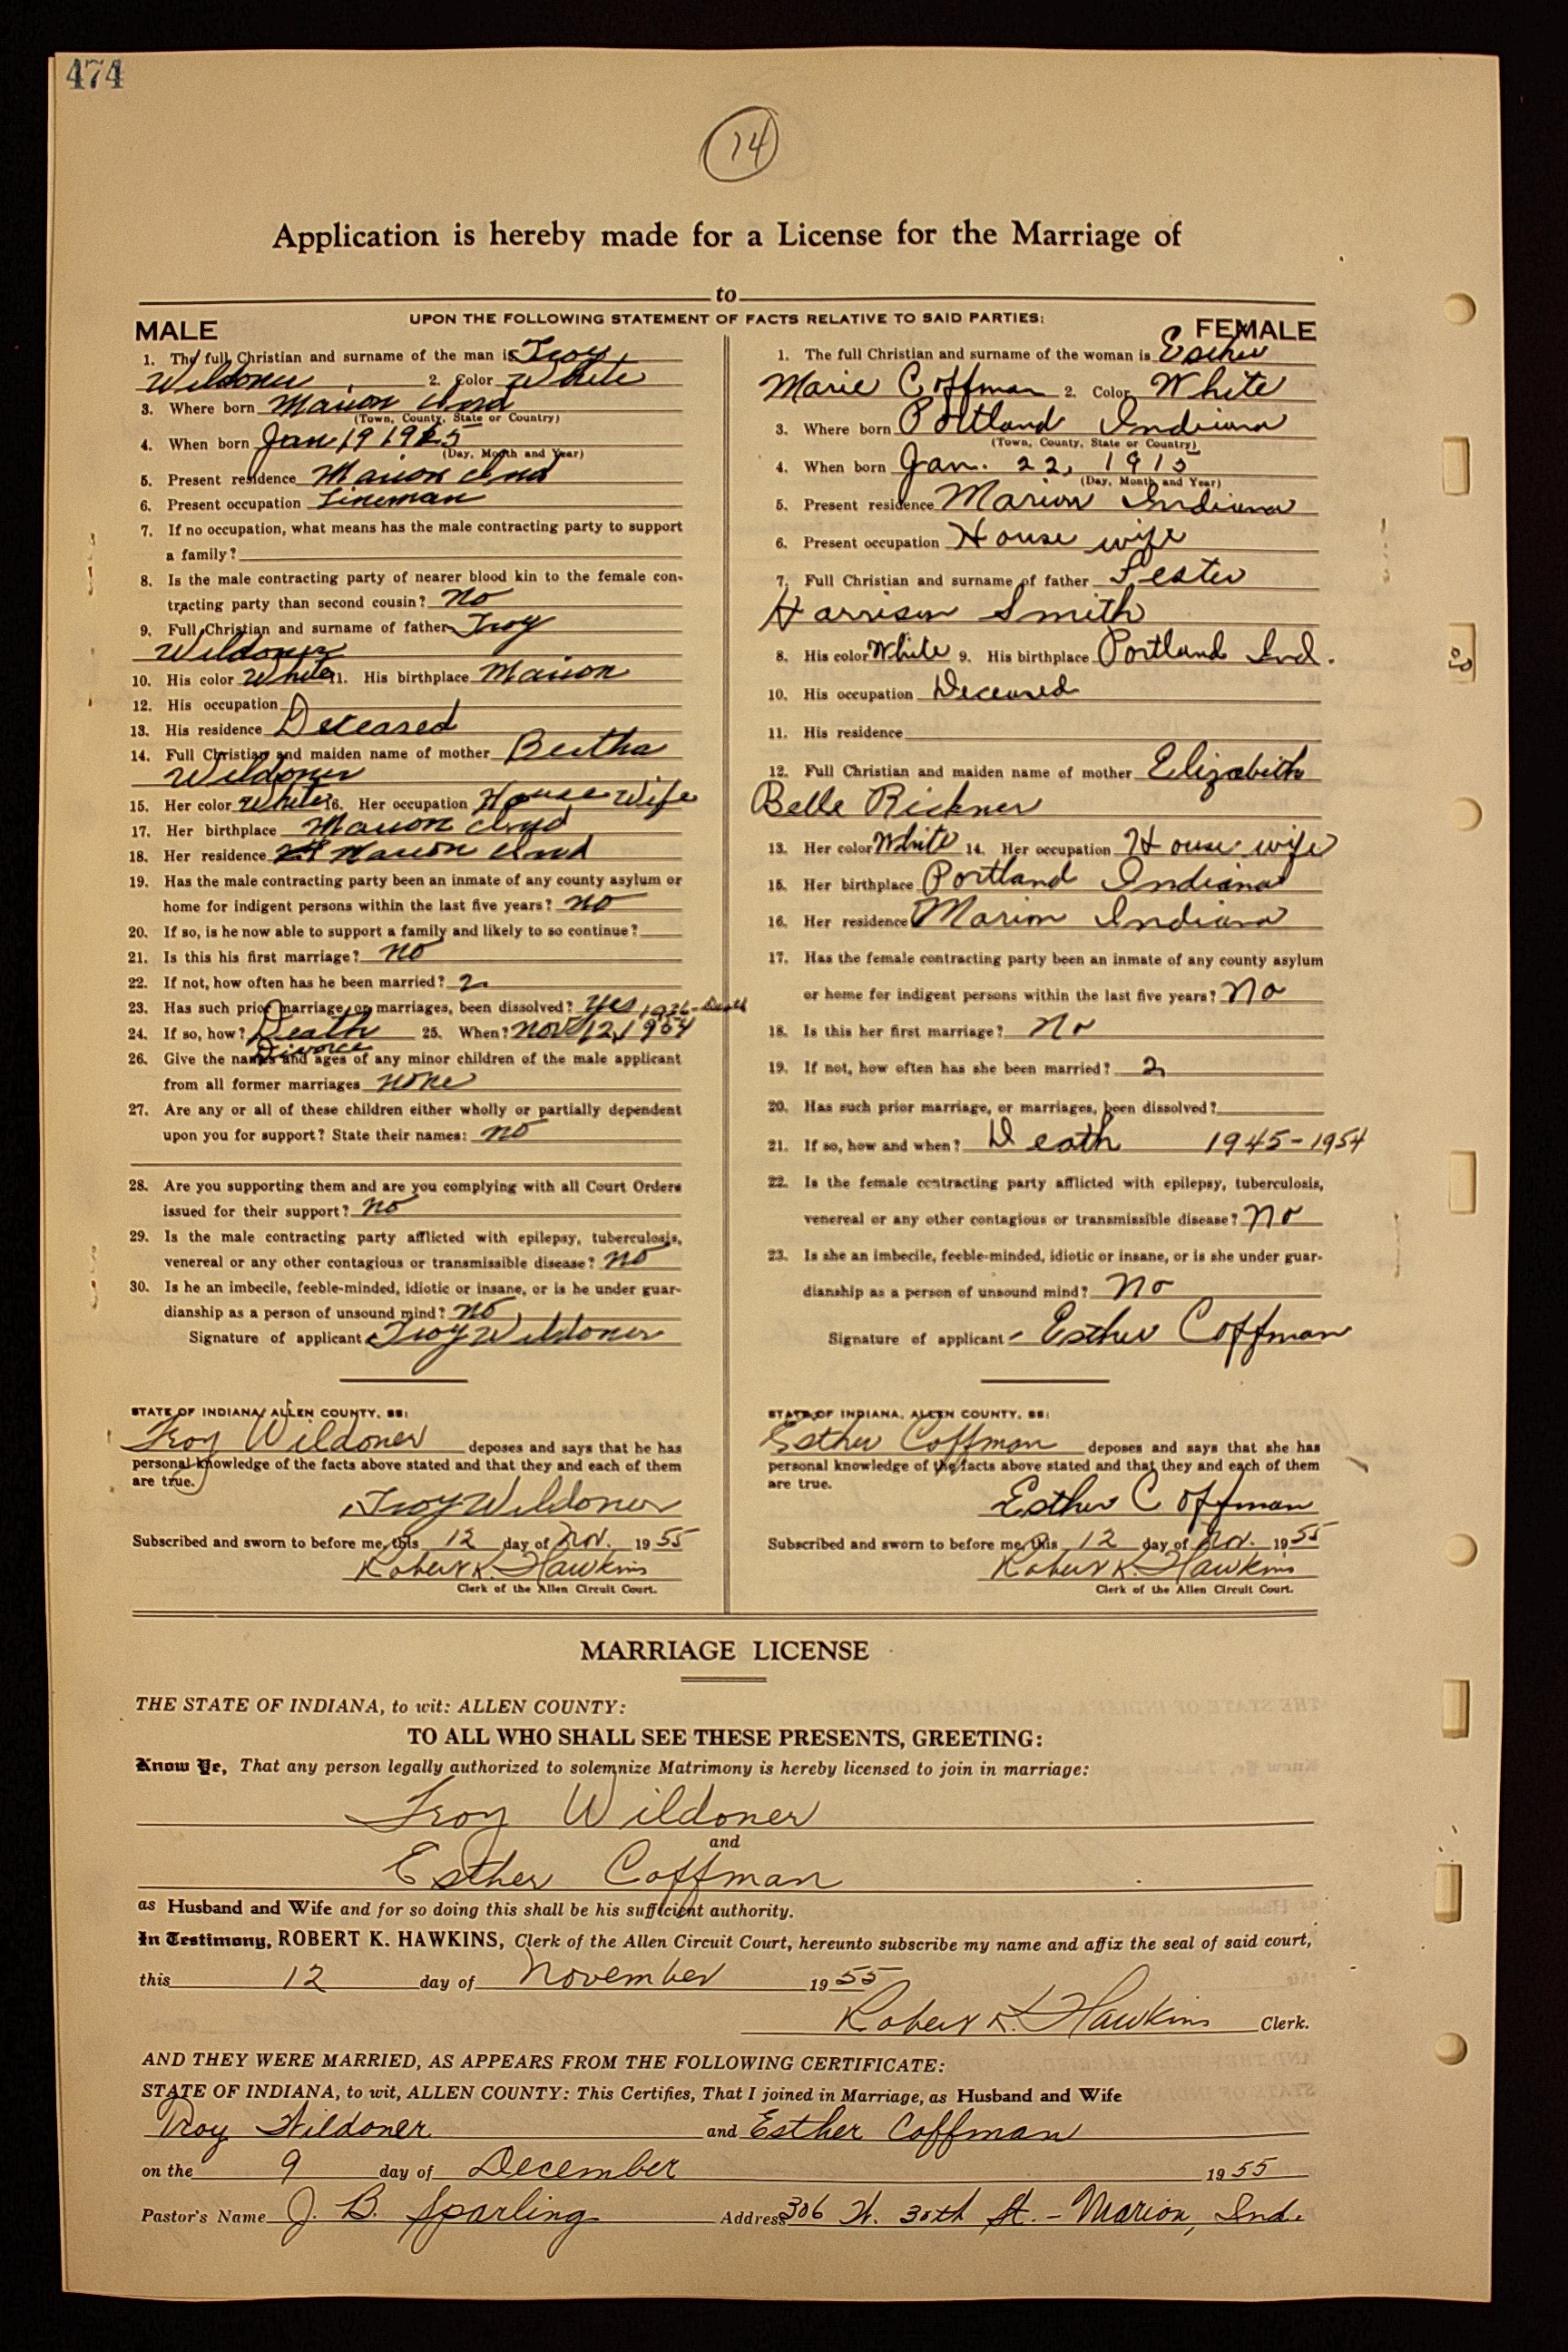 474
14
Application is hereby made for a License for the Marriage of
to
UPON THE FOLLOWING STATEMENT OF FACTS RELATIVE TO SAID PARTIES:
MALE
1. The full Christian and surname of the man is Troy
Wildoner 2. Color White
3. Where born Marion Ind
(Town, County, State or Country)
4. When born Jan 19
(Day, Month and Year)
5. Present residence Marion Ind
6. Present occupation Lineman
7. If no occupation, what means has the male contracting party to support
a family?
8. Is the male contracting party of nearer blood kin to the female con-
tracting party than second cousin? no
9. Full Christian and surname of father Troy
Wildoner
10. His color White 11. His birthplace Marion
12. His occupation
13. His residence Deceased
14. Full Christian and maiden name of mother Bertha
Wildoner
15. Her color White 16. Her occupation House Wife
17. Her birthplace Marion Ind
18. Her residence Marion Ind
19. Has the male contracting party been an inmate of any county asylum or
home for indigent persons within the last five years? no
20. If so, is he now able to support a family and likely to so continue?
21. Is this his first marriage? no
22. If not, how often has he been married? 2
23. Has such prior marriage, or marriages, been dissolved? yes 1936-Death
24. If so, how? Death 25. When? Nov 12, 1954
Divorce
26. Give the names and ages of any minor children of the male applicant
from all former marriages none
27. Are any or all of these children either wholly or partially dependent
upon you for support? State their names: no
28. Are you supporting them and are you complying with all Court Orders
issued for their support? no
29. Is the male contracting party afflicted with epilepsy, tuberculosis,
venereal or any other contagious or transmissible disease? no
30. Is he an imbecile, feeble-minded, idiotic or insane, or is he under guar-
dianship as a person of unsound mind? no
Signature of applicant Troy Wildoner
STATE OF INDIANA, ALLEN COUNTY, SS:
Troy Wildoner deposes and says that he has
personal knowledge of the facts above stated and that they and each of them
are true.
Troy Wildoner
Subscribed and sworn to before me, this 12 day of Nov. 1955
Robert K. Hawkins
Clerk of the Allen Circuit Court.
FEMALE
1. The full Christian and surname of the woman is Esther
Marie Coffman 2. Color White
3. Where born Portland Indiana
(Town, County, State or Country)
4. When born Jan. 22, 1915
(Day, Month and Year)
5. Present residence Marion Indiana
6. Present occupation House wife
7. Full Christian and surname of father Lester
Harrison Smith
8. His color White 9. His birthplace Portland Ind.
10. His occupation Deceased
11. His residence
12. Full Christian and maiden name of mother Elizabeth
Belle Rickner
13. Her color White 14. Her occupation House wife
15. Her birthplace Portland Indiana
16. Her residence Marion Indiana
17. Has the female contracting party been an inmate of any county asylum
or home for indigent persons within the last five years? No
18. Is this her first marriage? No
19. If not, how often has she been married? 2
20. Has such prior marriage, or marriages, been dissolved?
21. If so, how and when? Death 1945-1954
22. Is the female contracting party afflicted with epilepsy, tuberculosis,
venereal or any other contagious or transmissible disease? No
23. Is she an imbecile, feeble-minded, idiotic or insane, or is she under guar-
dianship as a person of unsound mind? No
Signature of applicant - Esther Coffman
STATE OF INDIANA, ALLEN COUNTY, SS:
Esther Coffman deposes and says that she has
personal knowledge of the facts above stated and that they and each of them
are true.
Esther Coffman
Subscribed and sworn to before me, this 12 day of Nov. 1955
Robert K. Hawkins
Clerk of the Allen Circuit Court.
MARRIAGE LICENSE
THE STATE OF INDIANA, to wit: ALLEN COUNTY:
TO ALL WHO SHALL SEE THESE PRESENTS, GREETING:
Know Ye, That any person legally authorized to solemnize Matrimony is hereby licensed to join in marriage:
Troy Wildoner
and
Esther Coffman
as Husband and Wife and for so doing this shall be his sufficient authority.
In Testimony, ROBERT K. HAWKINS, Clerk of the Allen Circuit Court, hereunto subscribe my name and affix the seal of said court,
this 12 day of November 1955
Robert K. Hawkins Clerk.
AND THEY WERE MARRIED, AS APPEARS FROM THE FOLLOWING CERTIFICATE:
STATE OF INDIANA, to wit, ALLEN COUNTY: This Certifies, That I joined in Marriage, as Husband and Wife
Troy Wildoner and Esther Coffman
on the 9 day of December 1955
Pastor's Name J. B. Sparling Address 306 W. 30th St. - Marion, Ind.